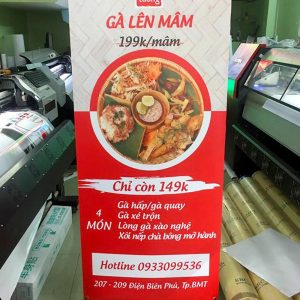 GÀ LÊN MÂM
199k/mâm
Chỉ còn 149k
4 MÓN
Gà hấp/gà quay
Gà xé trộn
Lòng gà xào nghệ
Xôi nếp chà bông mỡ hành
Hotline 0933099536
207 - 209 Điện Biên Phủ, Tp.BMT